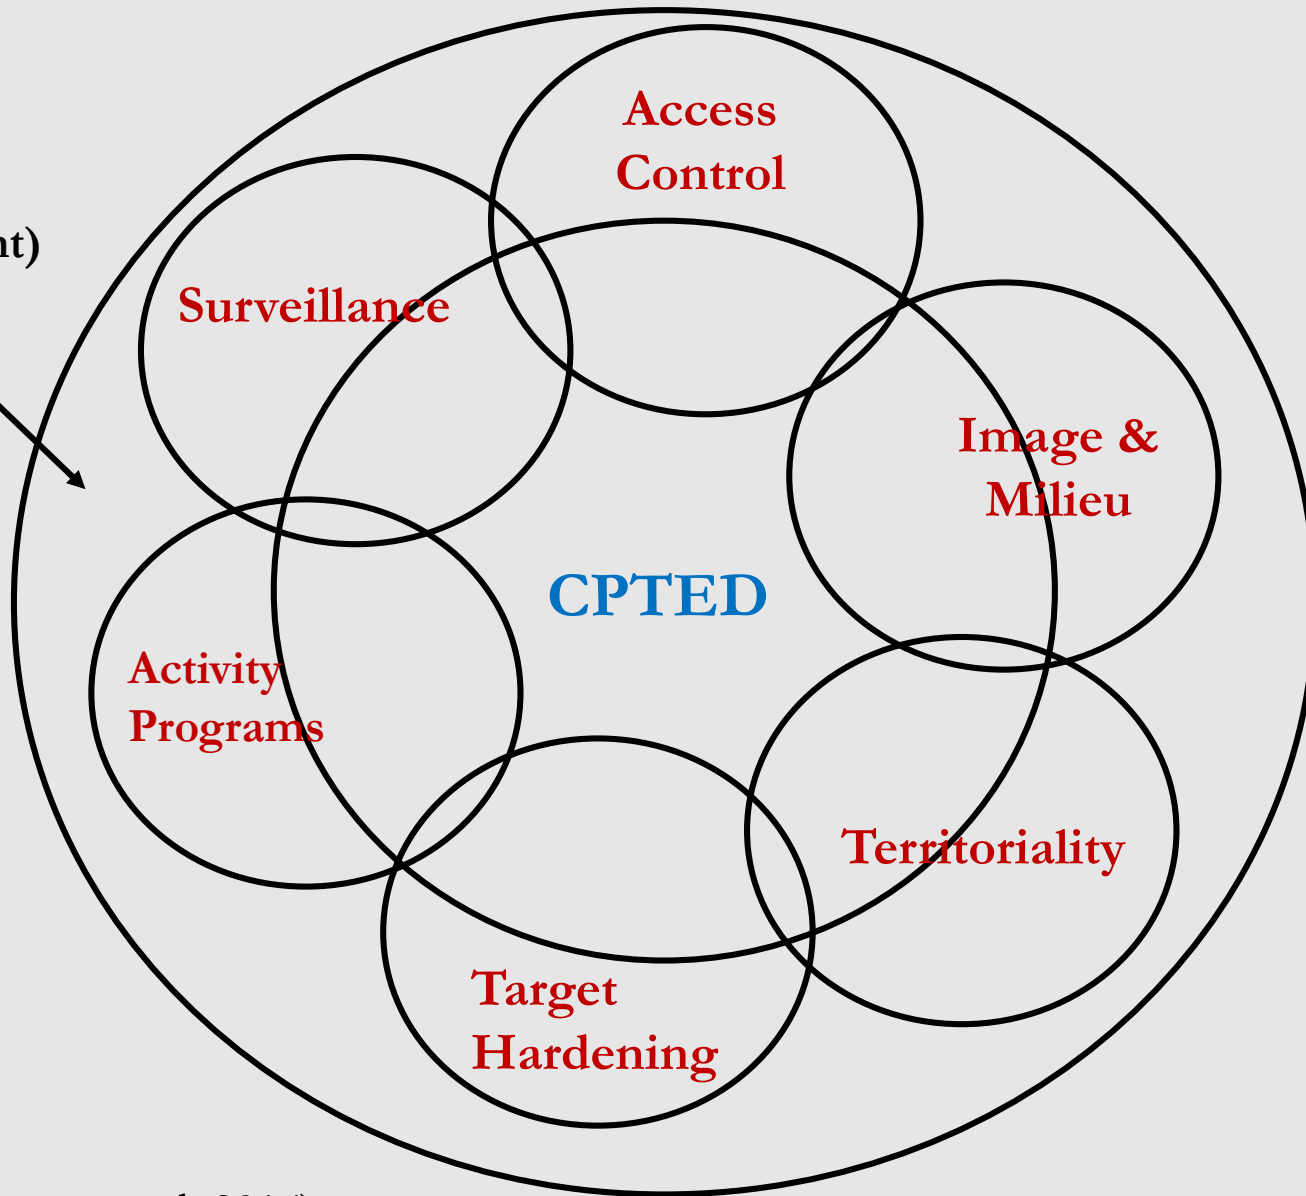 Access
Control
nt)
Surveillance
Image &
Milieu
CPTED
Activity
Programs
Territoriality
Target
Hardening